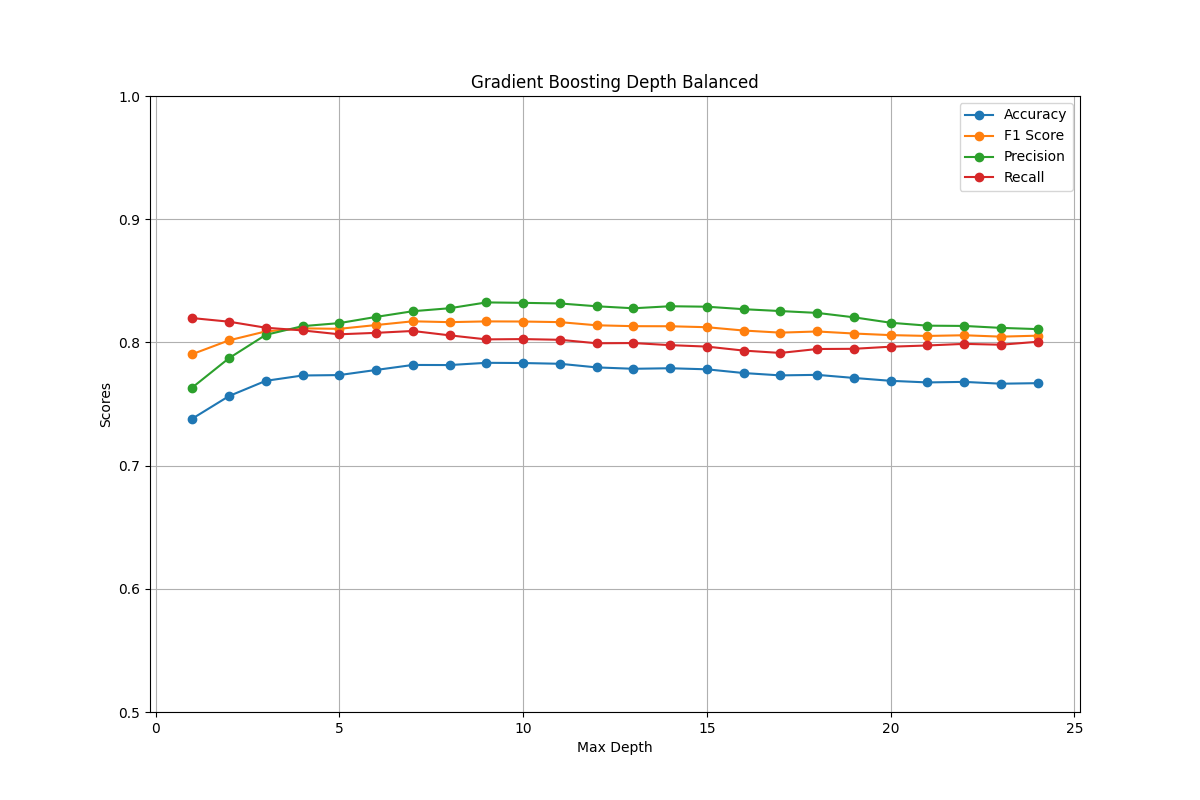 Gradient Boosting Depth Balanced
1.0
0.9
0.8
0.7
0.6
0.5
Scores
0 5 10 15 20 25
Max Depth
Accuracy
F1 Score
Precision
Recall